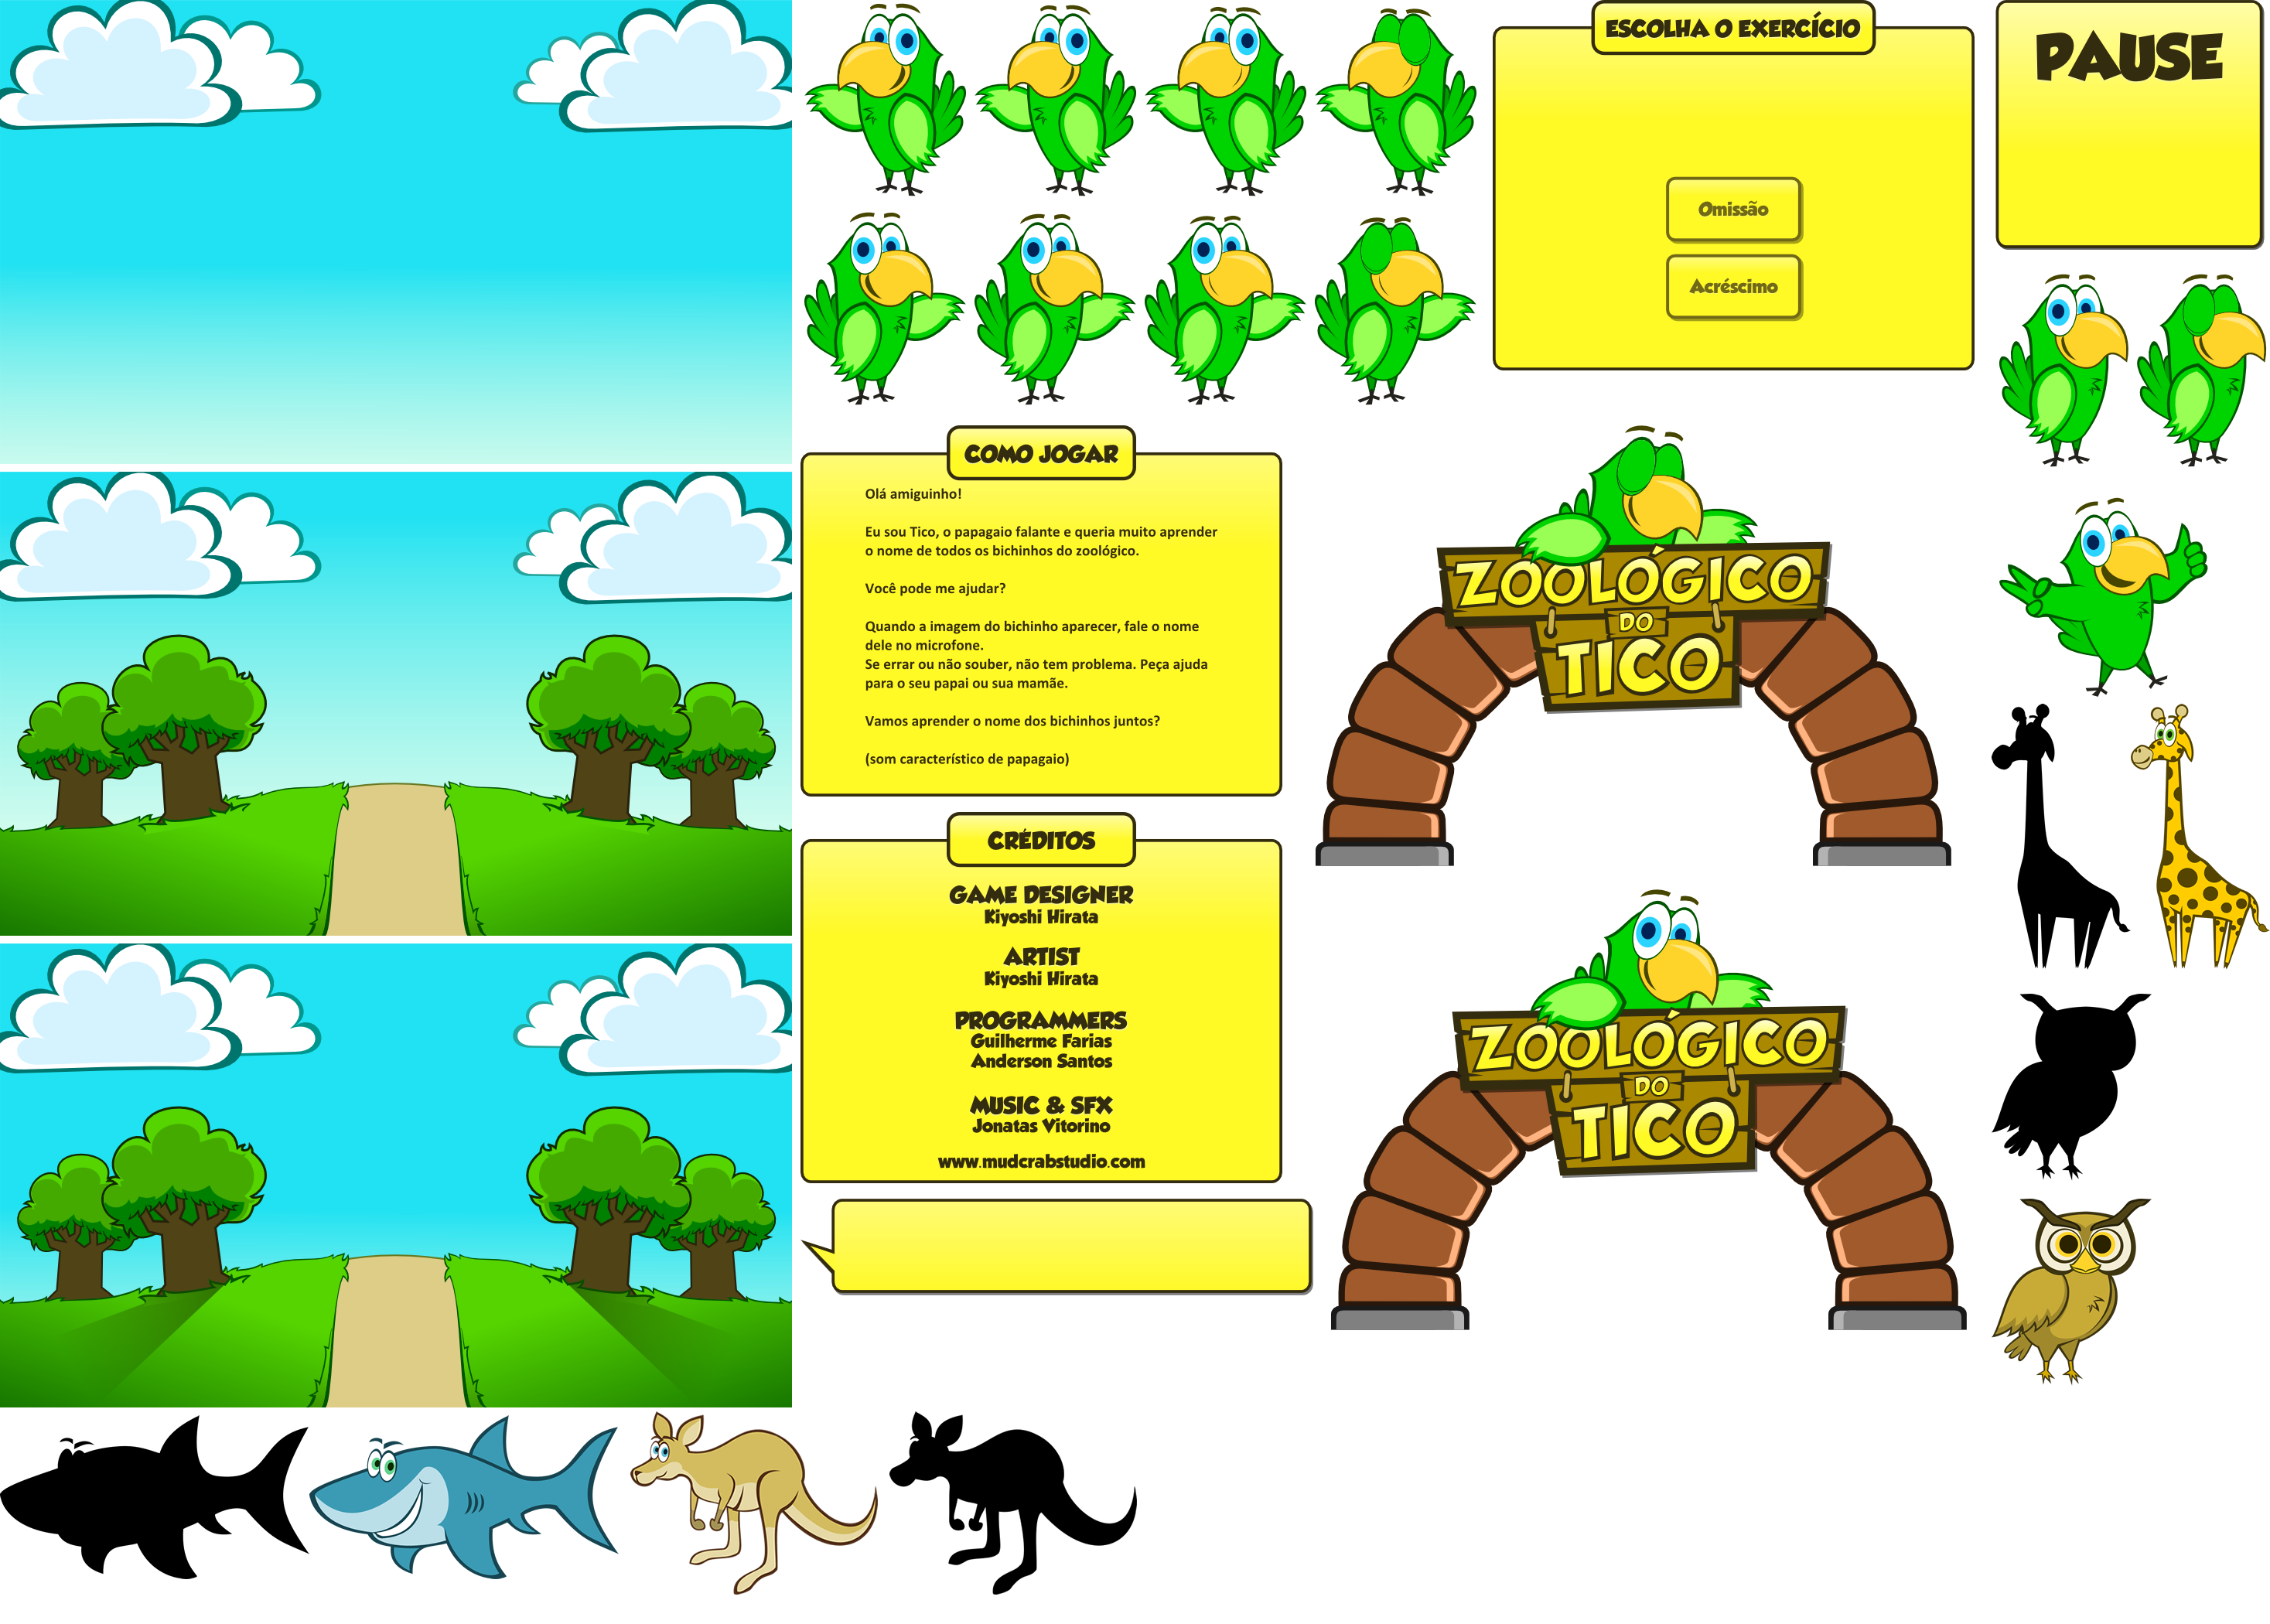 ESCOLHA O EXERCÍCIO
Omissão
Acréscimo
PAUSE
COMO JOGAR
Olá amiguinho!
Eu sou Tico, o papagaio falante e queria muito aprender
o nome de todos os bichinhos do zoológico.
Você pode me ajudar?
Quando a imagem do bichinho aparecer, fale o nome
dele no microfone.
Se errar ou não souber, não tem problema. Peça ajuda
para o seu papai ou sua mamãe.
Vamos aprender o nome dos bichinhos juntos?
(som característico de papagaio)
ZOOLÓGICO
DO
TICO
CRÉDITOS
GAME DESIGNER
Kiyoshi Hirata
ARTIST
Kiyoshi Hirata
PROGRAMMERS
Guilherme Farias
Anderson Santos
MUSIC & SFX
Jonatas Vitorino
www.mudcrabstudio.com
ZOOLÓGICO
DO
TICO